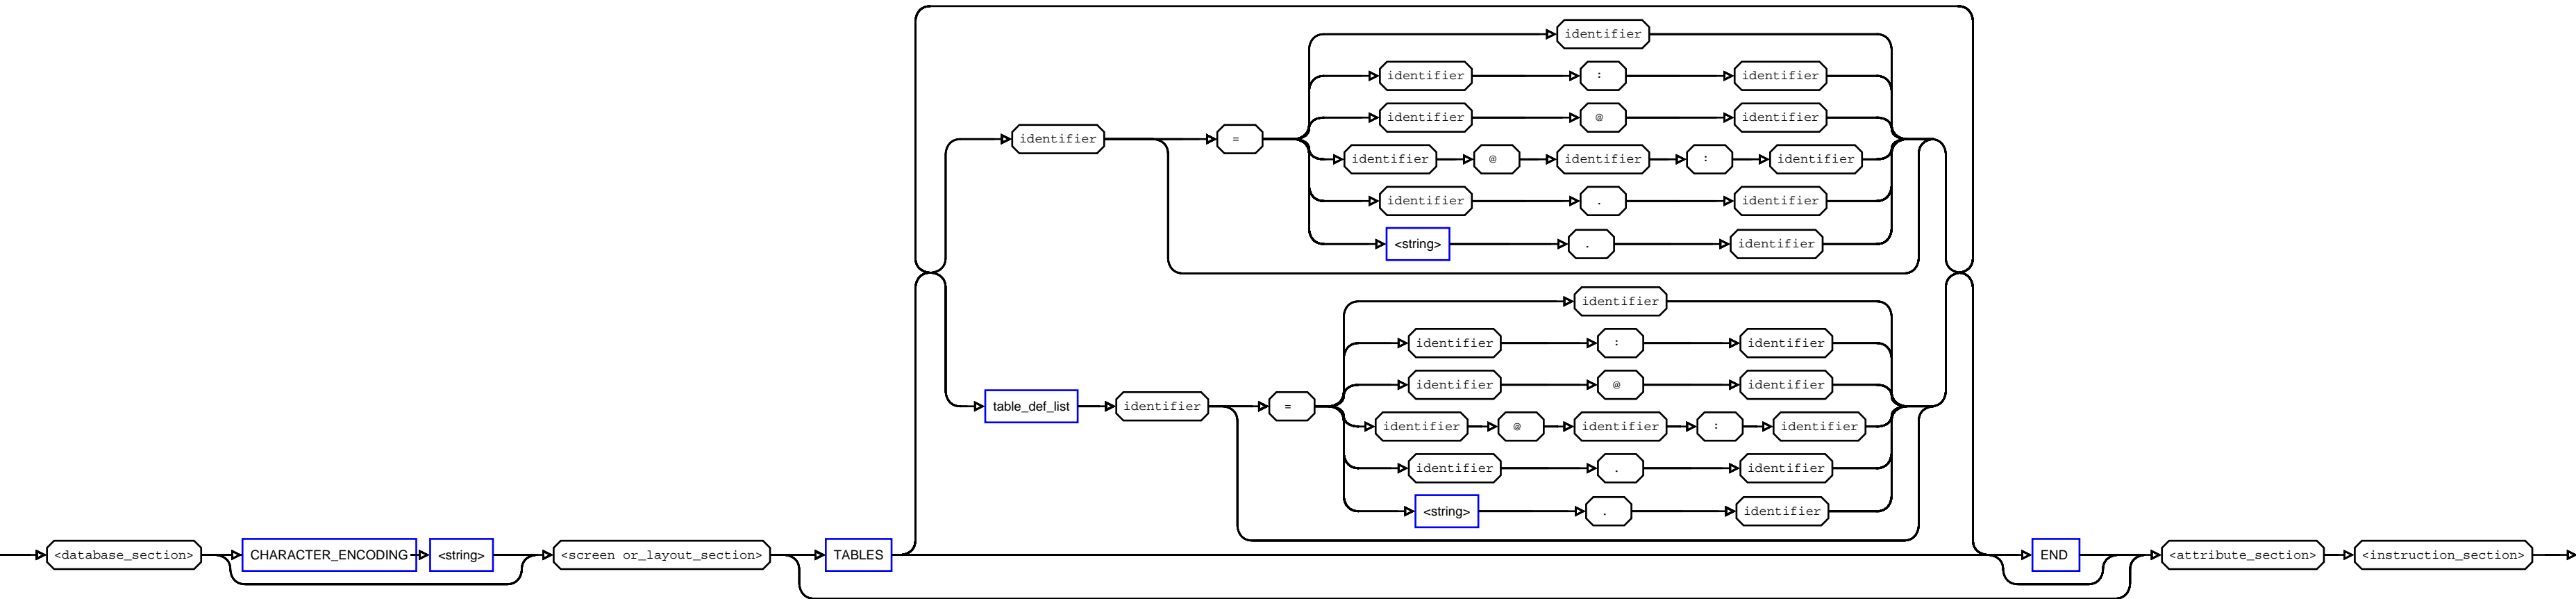 identifier
identifier : identifier
identifier @ identifier
identifier =
identifier @ identifier : identifier
identifier . identifier
<string> . identifier
identifier
identifier : identifier
identifier @ identifier
table_def_list identifier =
identifier @ identifier : identifier
identifier . identifier
<string> . identifier
<database_section> CHARACTER_ENCODING <string> <screen or_layout_section> TABLES END <attribute_section> <instruction_section>